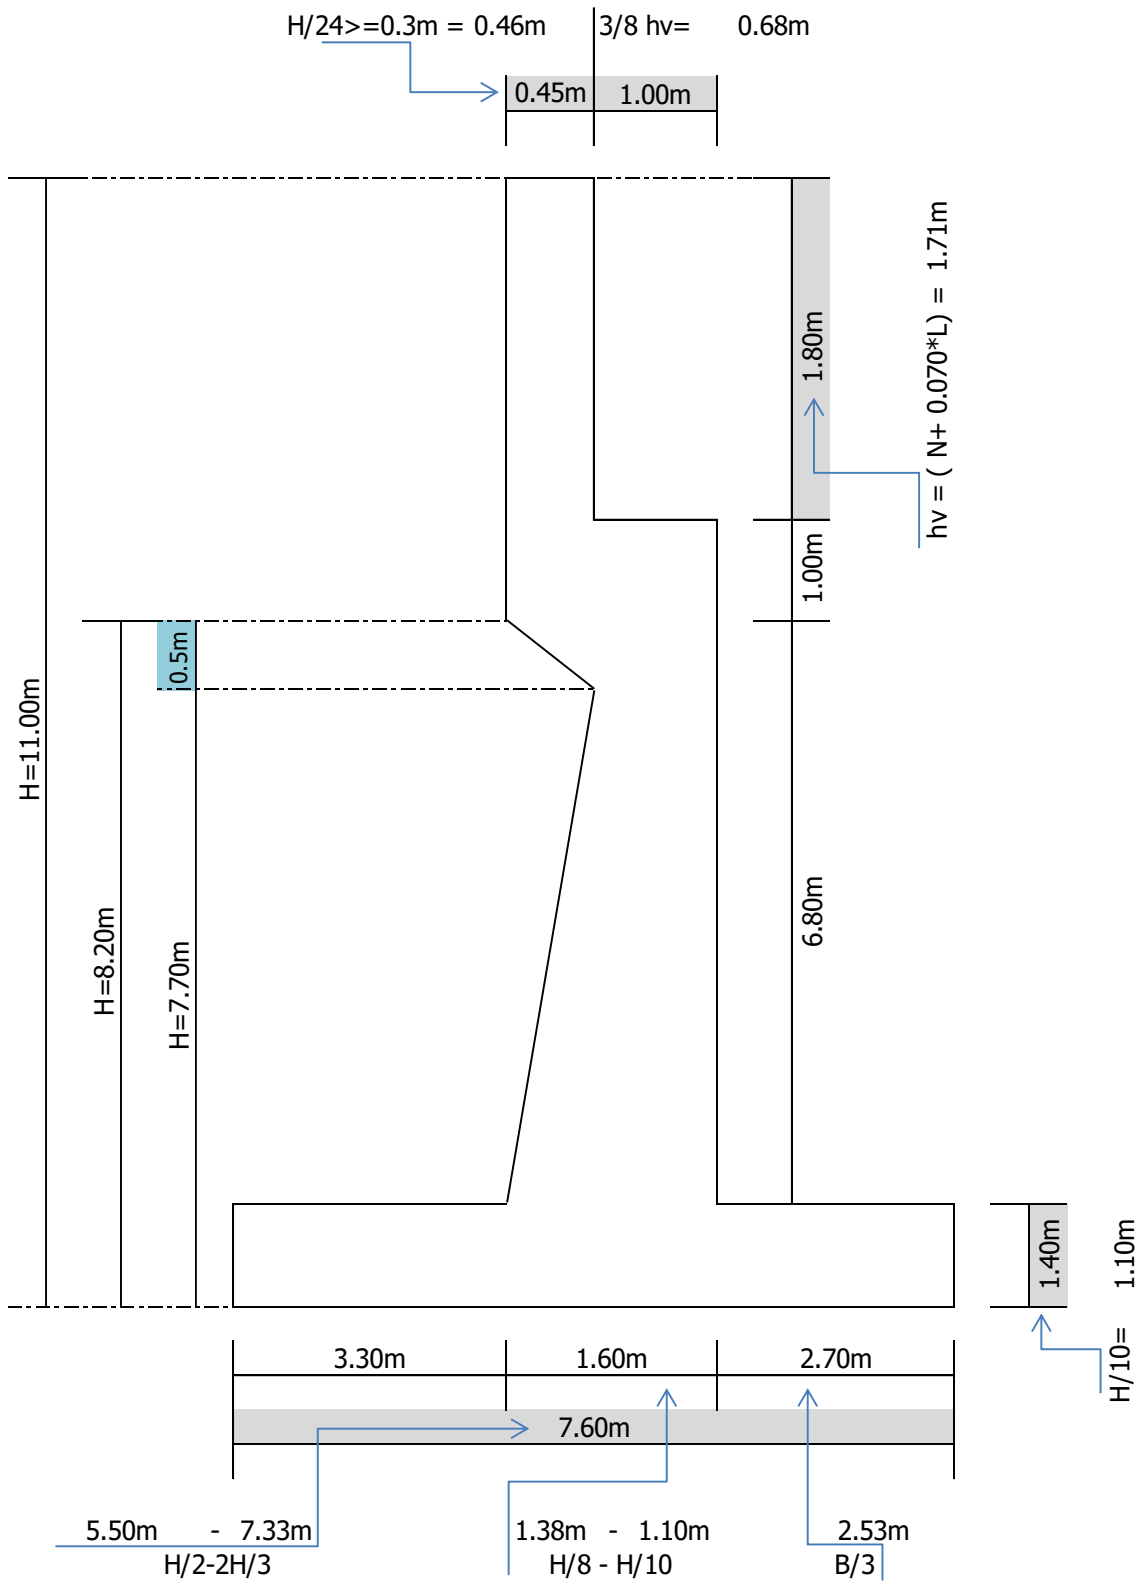 H/24>=0.3m = 0.46m
3/8 hv= 0.68m
0.45m
1.00m
hv = ( N+ 0.070*L) = 1.71m
1.80m
1.00m
0.5m
H=11.00m
H=8.20m
H=7.70m
6.80m
1.40m
1.10m
H/10=
3.30m
1.60m
2.70m
7.60m
5.50m - 7.33m
H/2-2H/3
1.38m - 1.10m
H/8 - H/10
2.53m
B/3